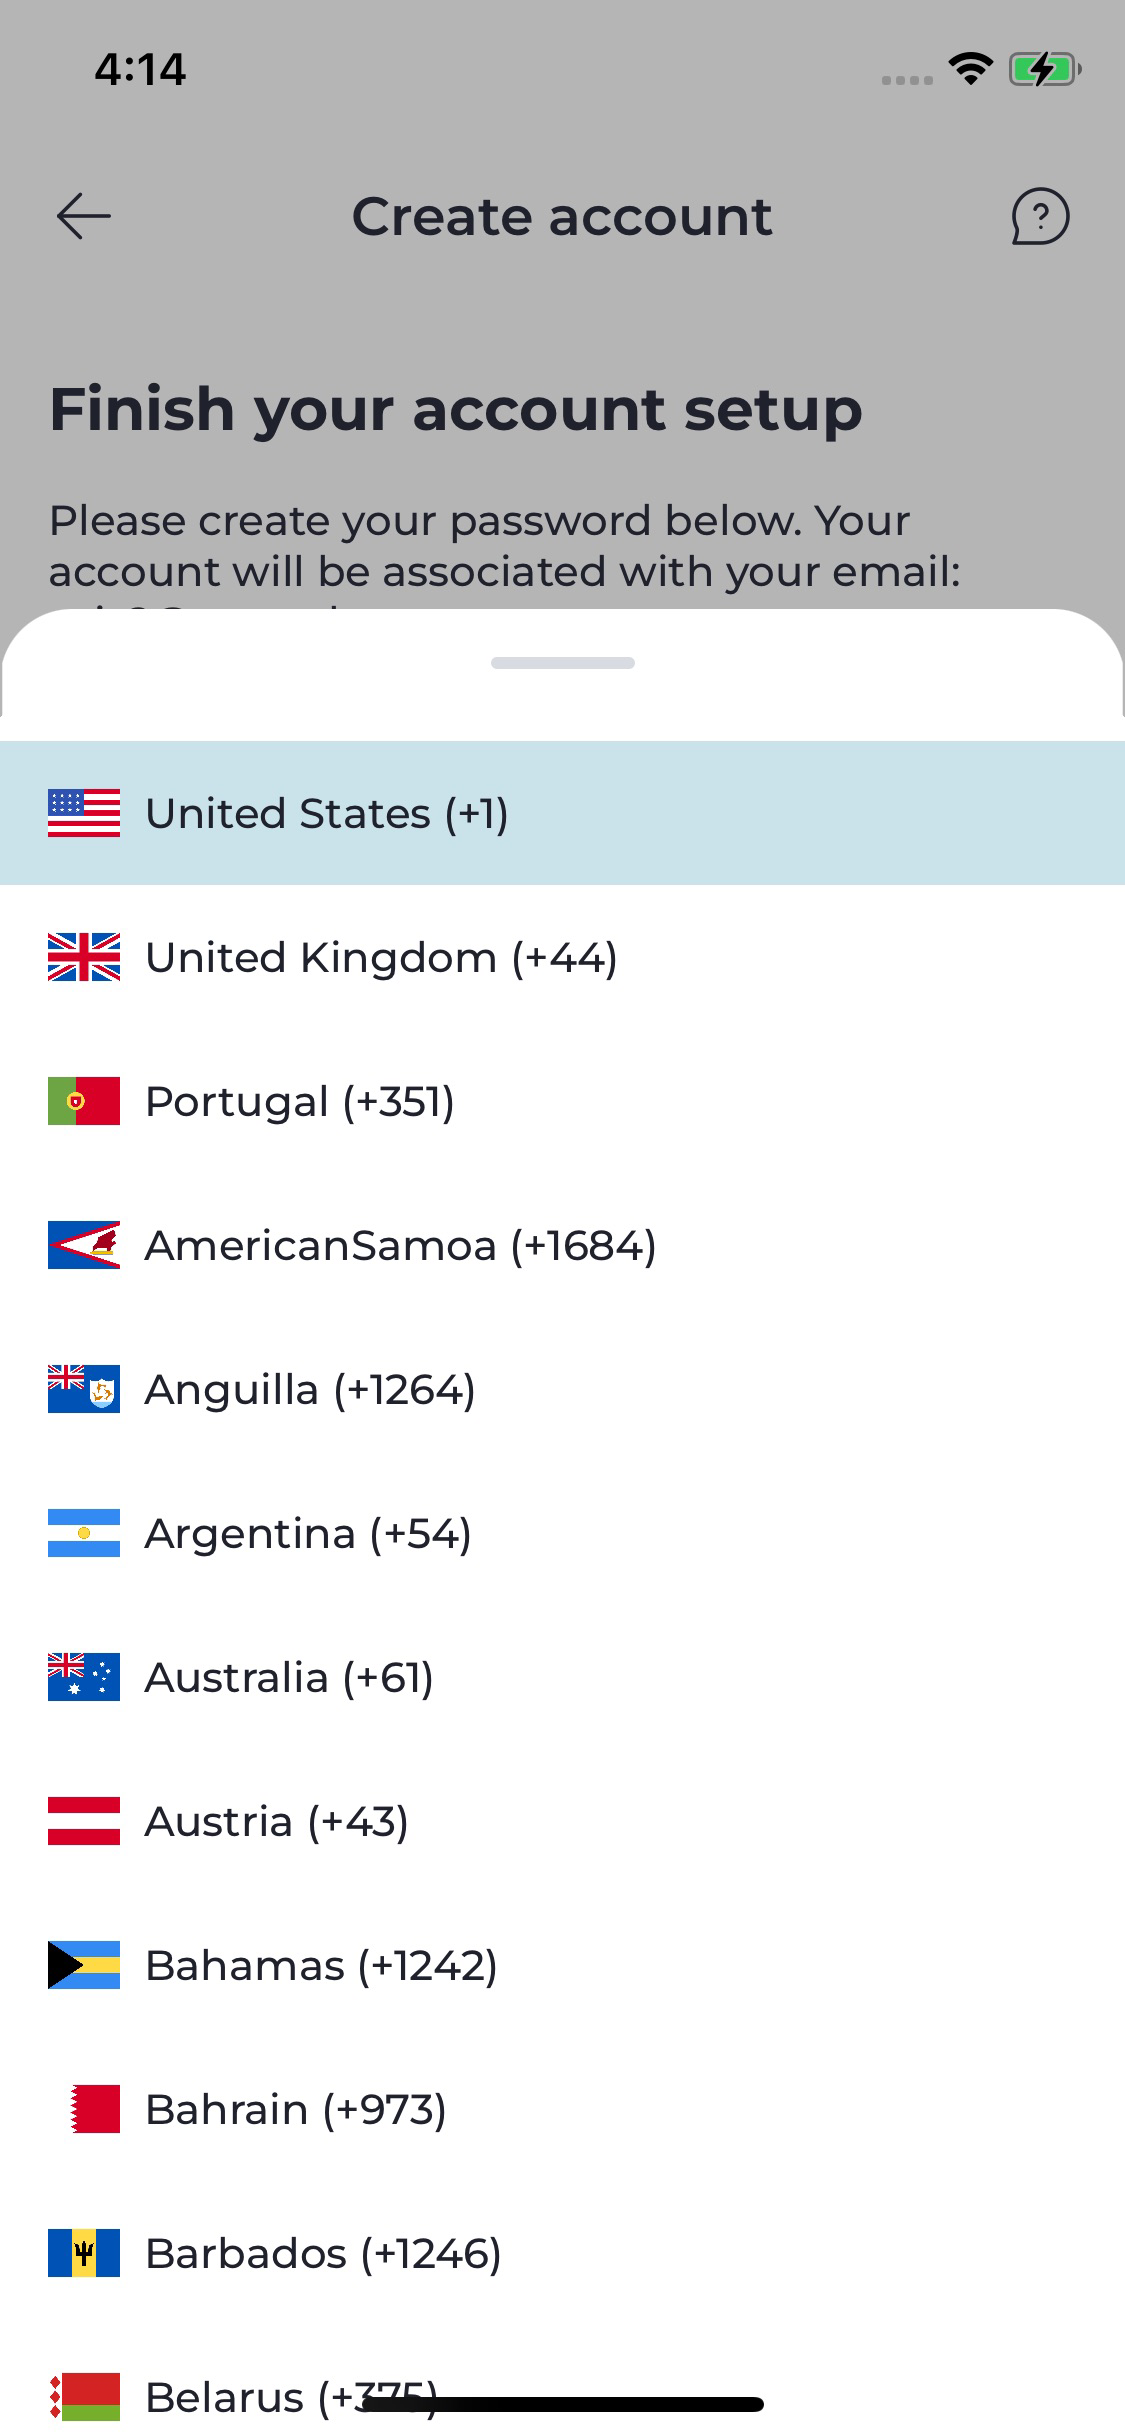 4:14
Create account
Finish your account setup
Please create your password below. Your
account will be associated with your email:
United States (+1)
United Kingdom (+44)
Portugal (+351)
AmericanSamoa (+1684)
Anguilla (+1264)
Argentina (+54)
Australia (+61)
Austria (+43)
Bahamas (+1242)
Bahrain (+973)
Barbados (+1246)
Belarus (+375)